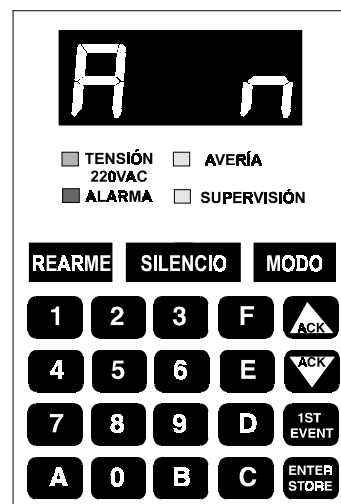 A n
TENSIÓN AVERÍA
220VAC
ALARMA SUPERVISIÓN
REARME SILENCIO MODO
1 2 3 F ACK
4 5 6 E ACK
7 8 9 D 1ST
EVENT
A 0 B C ENTER
STORE